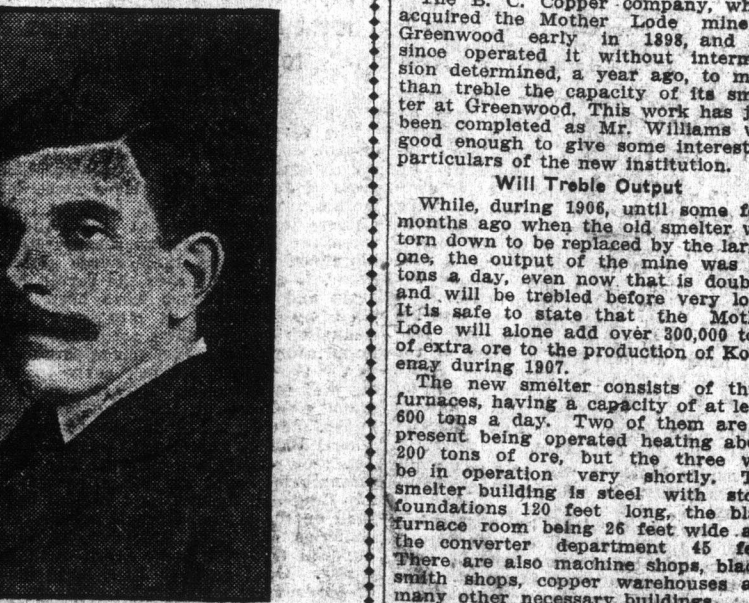 The B. C. Copper company, wh
acquired the Mother Lode mine
Greenwood early in 1898, and
since operated it without interm
sion determined, a year ago, to m
than treble the capacity of its sm
ter at Greenwood. This work has j
been completed as Mr. Williams w
good enough to give some interest
particulars of the new institution.
Will Treble Output
While, during 1906, until some f
months ago when the old smelter w
torn down to be replaced by the lar
one, the output of the mine was
tons a day, even now that is doub
and will be trebled before very lo
It is safe to state that the Moth
Lode will alone add over 300,000 to
of extra ore to the production of Ko
enay during 1907.
The new smelter consists of th
furnaces, having a capacity of at le
600 tons a day. Two of them are
present being operated heating abo
200 tons of ore, but the three w
be in operation very shortly. T
smelter building is steel with sto
foundations 120 feet long, the bla
furnace room being 26 feet wide a
the converter department 45 fe
There are also machine shops, blac
smith shops, copper warehouses a
many other necessary buildings.